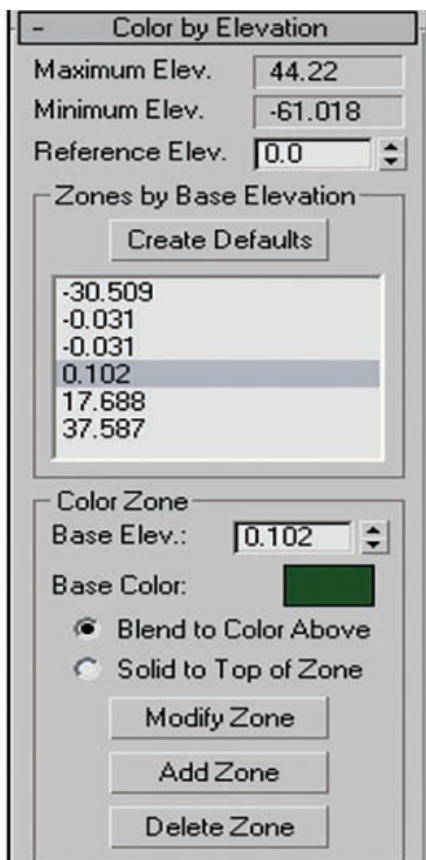 - Color by Elevation
Maximum Elev. 44.22
Minimum Elev. -61.018
Reference Elev. 0.0
Zones by Base Elevation
Create Defaults
-30.509
-0.031
-0.031
0.102
17.688
37.587
Color Zone
Base Elev.: 0.102
Base Color:
Blend to Color Above
Solid to Top of Zone
Modify Zone
Add Zone
Delete Zone